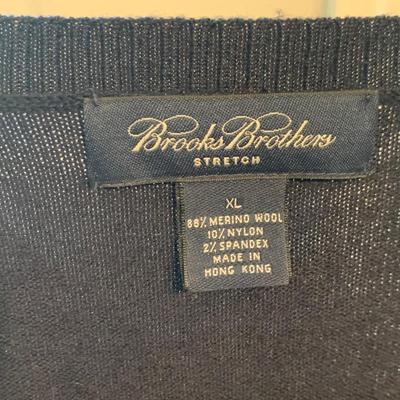 Brooks Brothers
STRETCH
XL
88% MERINO WOOL
10% NYLON
2% SPANDEX
MADE IN
HONG KONG